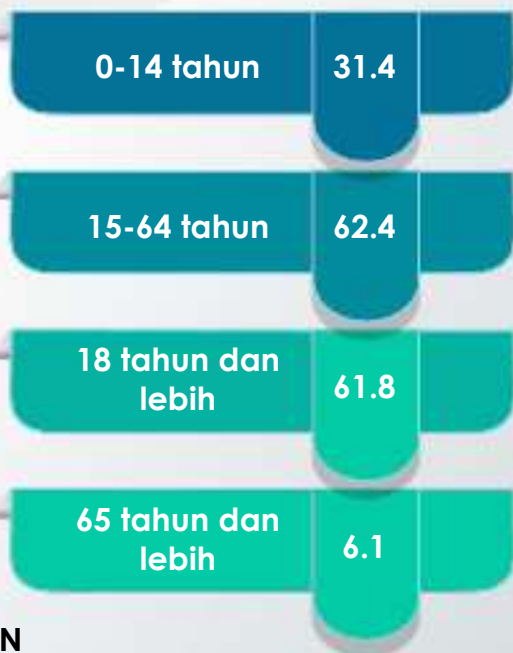 0-14 tahun 31.4
15-64 tahun 62.4
18 tahun dan
lebih
61.8
65 tahun dan
lebih
6.1
N